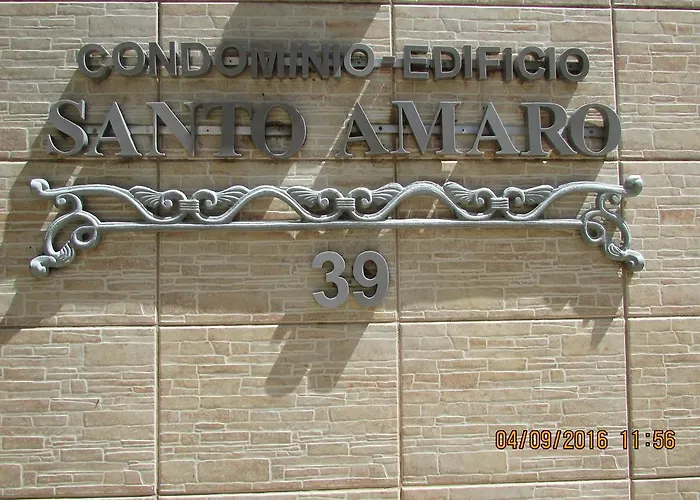 CONDOMINIO-EDIFICIO
SANTO AMARO
39
04/09/2016 11:56